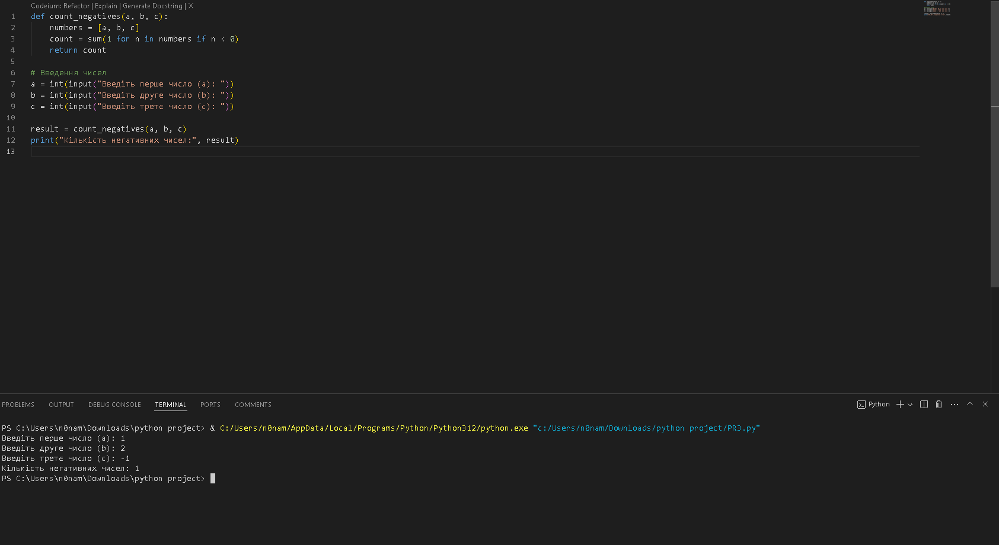 Codeium: Refactor | Explain | Generate Docstring | X
1 def count_negatives(a, b, c):
2     numbers = [a, b, c]
3     count = sum(1 for n in numbers if n < 0)
4     return count
5
6 # Введення чисел
7 a = int(input("Введіть перше число (a): "))
8 b = int(input("Введіть друге число (b): "))
9 c = int(input("Введіть третє число (c): "))
10
11 result = count_negatives(a, b, c)
12 print("Кількість негативних чисел:", result)
13
PROBLEMS OUTPUT DEBUG CONSOLE TERMINAL PORTS COMMENTS Python
PS C:\Users\n0nam\Downloads\python project> & C:/Users/n0nam/AppData/Local/Programs/Python/Python312/python.exe "c:/Users/n0nam/Downloads/python project/PR3.py"
Введіть перше число (a): 1
Введіть друге число (b): 2
Введіть третє число (c): -1
Кількість негативних чисел: 1
PS C:\Users\n0nam\Downloads\python project>